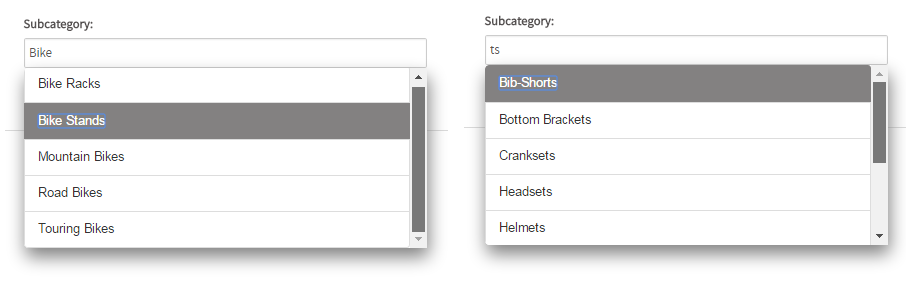 Subcategory:
Bike
Bike Racks
Bike Stands
Mountain Bikes
Road Bikes
Touring Bikes
Subcategory:
ts
Bib-Shorts
Bottom Brackets
Cranksets
Headsets
Helmets